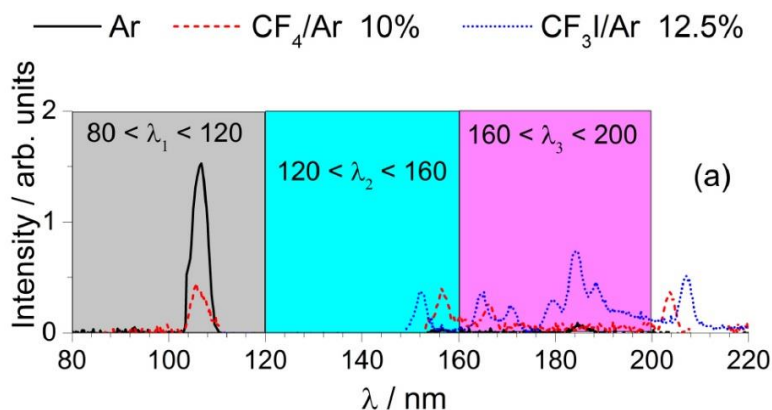 Ar CF₄/Ar 10% CF₃I/Ar 12.5%
2
80 < λ₁ < 120
160 < λ₃ < 200
120 < λ₂ < 160
(a)
1
0
Intensity / arb. units
80 100 120 140 160 180 200 220
λ / nm